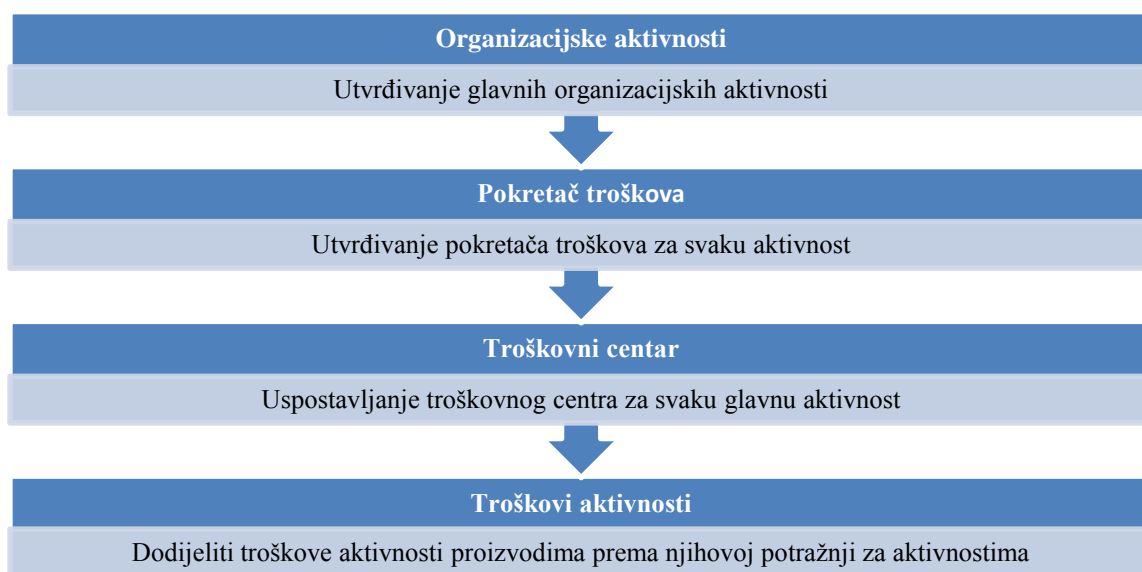 Organizacijske aktivnosti
Utvrđivanje glavnih organizacijskih aktivnosti
Pokretač troškova
Utvrđivanje pokretača troškova za svaku aktivnost
Troškovni centar
Uspostavljanje troškovnog centra za svaku glavnu aktivnost
Troškovi aktivnosti
Dodijeliti troškove aktivnosti proizvodima prema njihovoj potražnji za aktivnostima